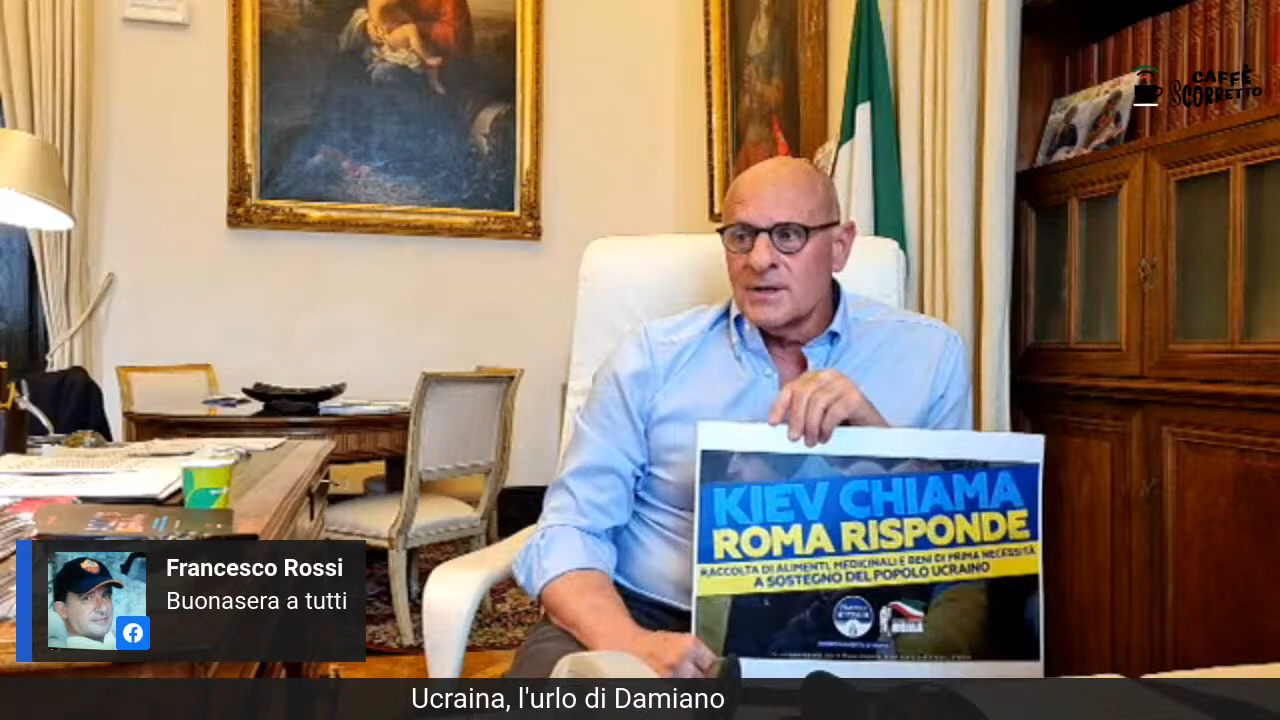 CAFFÈ
SCORRETTO
KIEV CHIAMA
ROMA RISPONDE
RACCOLTA DI ALIMENTI, MEDICINALI E BENI DI PRIMA NECESSITÀ
A SOSTEGNO DEL POPOLO UCRAINO
ROMA
Francesco Rossi
Buonasera a tutti
Ucraina, l'urlo di Damiano